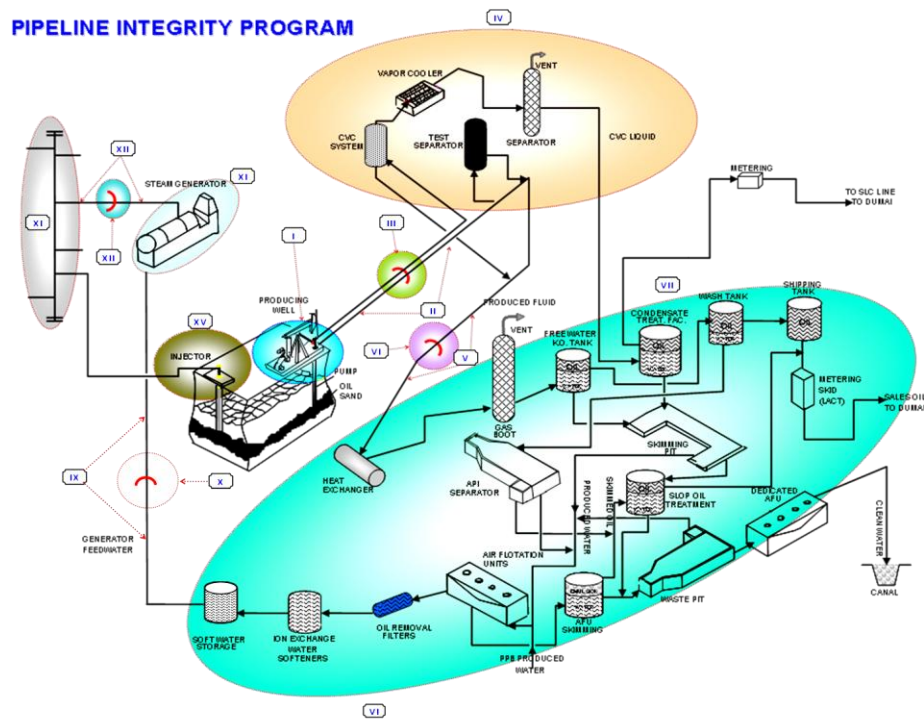 PIPELINE INTEGRITY PROGRAM
IV
VAPOR COOLER
VENT
CVC
SYSTEM
TEST
SEPARATOR
SEPARATOR
CVC LIQUID
METERING
TO SLC LINE
TO DUMAI
XII
STEAM GENERATOR
XI
XI
XII
I
III
II
PRODUCING
WELL
PRODUCED FLUID
VII
SHIPPING
TANK
WASH TANK
CONDENSATE
TREAT. FAC.
VENT
FREE WATER
KO. TANK
OIL
OIL
OIL
XV
INJECTOR
VI
V
PUMP
OIL
SAND
METERING
SKID
(LACT)
SALES OIL
TO DUMAI
GAS
BOOT
SKIMMING
PIT
HEAT
EXCHANGER
API
SEPARATOR
IX
X
PRODUCED WATER
SKIMMED OIL
OIL
SLOP OIL
TREATMENT
DEDICATED
AFU
CLEAN WATER
CANAL
GENERATOR
FEEDWATER
AIR FLOTATION
UNITS
WASTE PIT
AFU
SKIMMING
OIL REMOVAL
FILTERS
SOFT WATER
STORAGE
ION EXCHANGE
WATER
SOFTENERS
PPE PRODUCED
WATER
VI